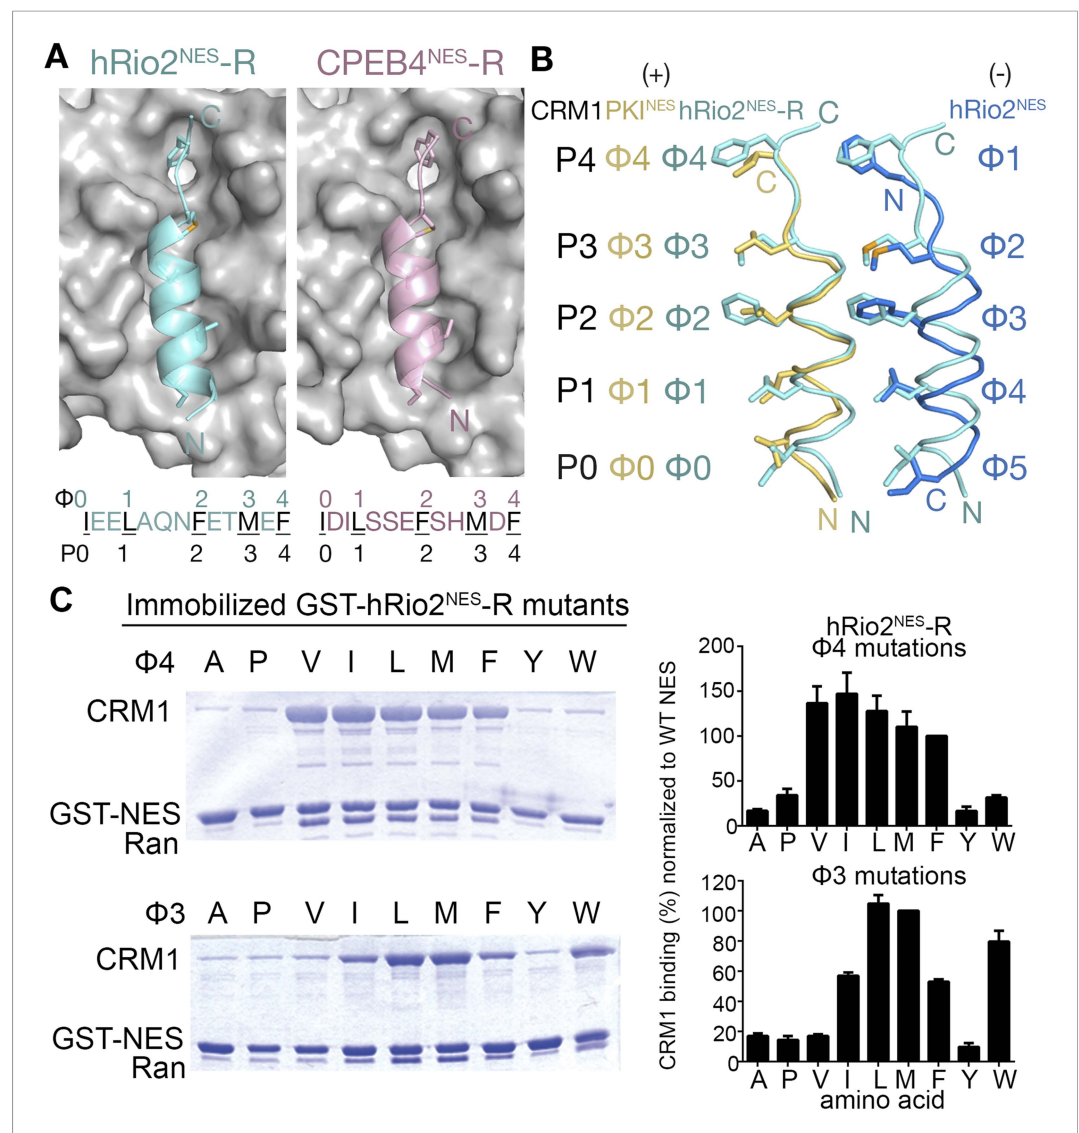 A
hRio2NES-R
CPEB4NES-R
C
C
N
N
Φ0 1 2 3 4
IEELAQNFETMEF
P0 1 2 3 4
0 1 2 3 4
IDILSSEFSHMDF
0 1 2 3 4
B
(+)
(-)
CRM1 PKINES hRio2NES-R C
hRio2NES
C
P4 Φ4 Φ4
C
N
Φ1
P3 Φ3 Φ3
Φ2
P2 Φ2 Φ2
Φ3
P1 Φ1 Φ1
Φ4
P0 Φ0 Φ0
Φ5
C
N N
N
C
Immobilized GST-hRio2NES-R mutants
Φ4 A P V I L M F Y W
CRM1
GST-NES
Ran
Φ3 A P V I L M F Y W
CRM1
GST-NES
Ran
CRM1 binding (%) normalized to WT NES
hRio2NES-R
Φ4 mutations
200
150
100
50
0
A P V I L M F Y W
Φ3 mutations
120
100
80
60
40
20
0
A P V I L M F Y W
amino acid